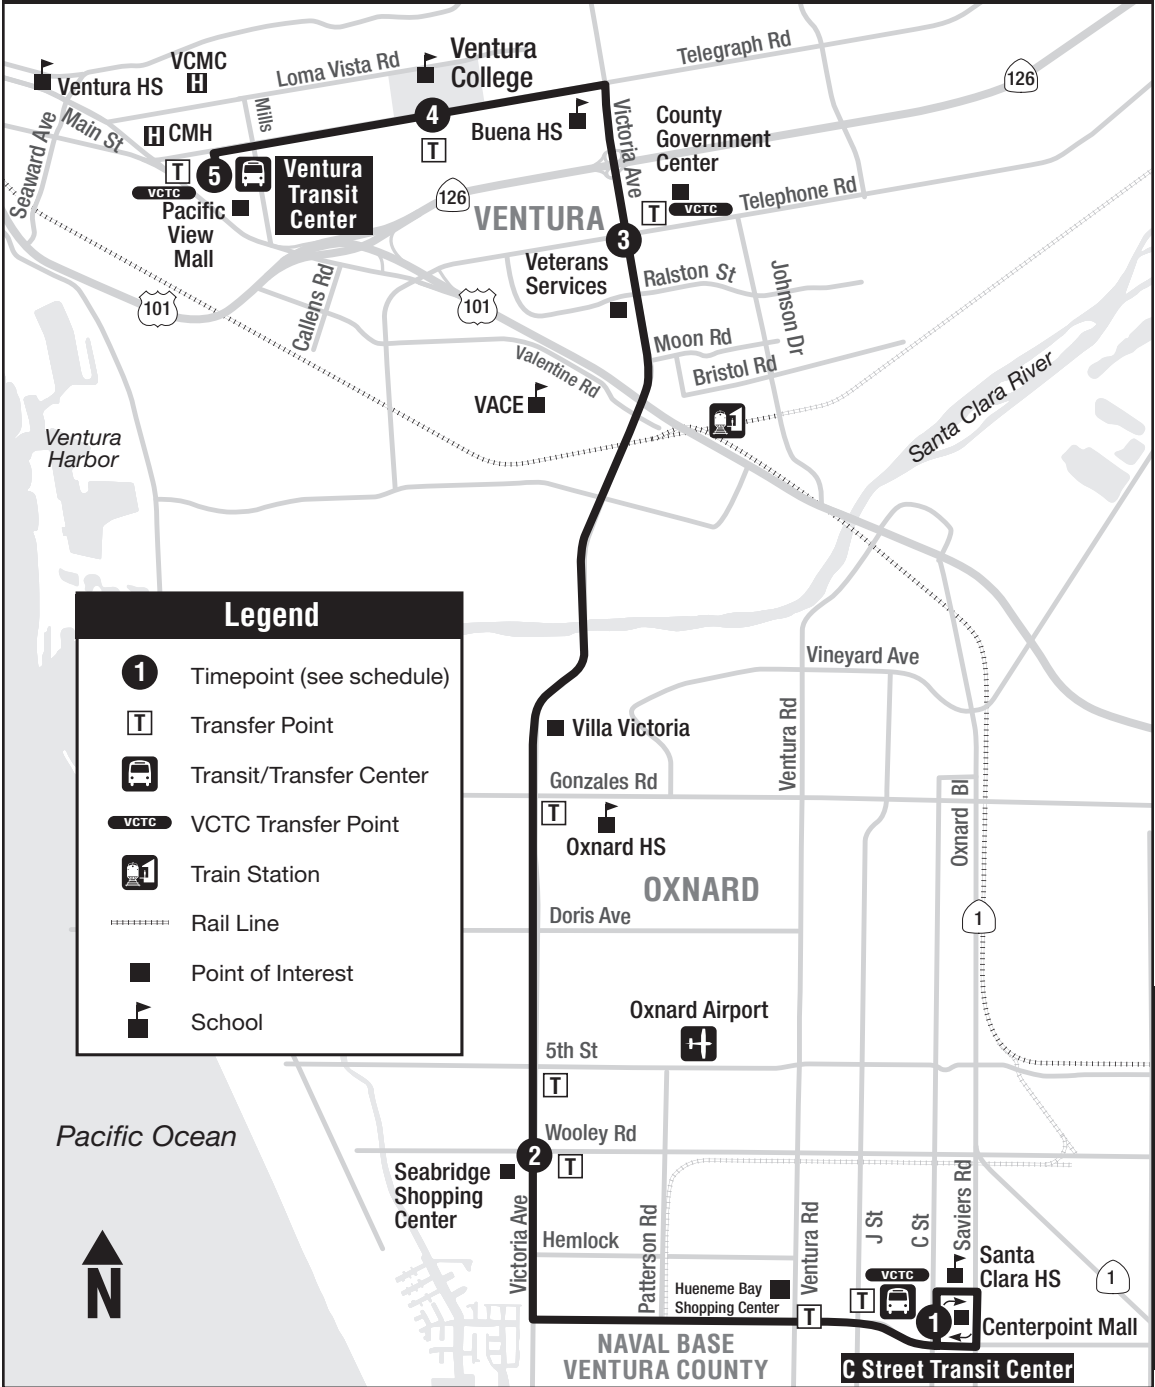 Ventura HS
VCMC
H
Loma Vista Rd
Ventura
College
Telegraph Rd
126
Seaward Ave
Main St
H CMH
Mills
4
T
Buena HS
Victoria Ave
County
Government
Center
T
5
VCTC
Ventura
Transit
Center
Pacific
View
Mall
126
VENTURA
T
VCTC
Telephone Rd
3
Veterans
Services
Ralston St
Johnson Dr
101
Callens Rd
101
Moon Rd
Bristol Rd
Valentine Rd
VACE
Santa Clara River
Ventura
Harbor
Legend
1
Timepoint (see schedule)
T
Transfer Point
Transit/Transfer Center
VCTC
VCTC Transfer Point
Train Station
Rail Line
Point of Interest
School
Vineyard Ave
Villa Victoria
Ventura Rd
Gonzales Rd
T
Oxnard HS
Oxnard Bl
OXNARD
Doris Ave
1
Oxnard Airport
5th St
T
Pacific Ocean
Wooley Rd
2
T
Seabridge
Shopping
Center
Victoria Ave
Hemlock
Patterson Rd
Ventura Rd
J St
C St
Saviers Rd
Santa
Clara HS
1
Hueneme Bay
Shopping Center
VCTC
T
T
1
Centerpoint Mall
N
NAVAL BASE
VENTURA COUNTY
C Street Transit Center